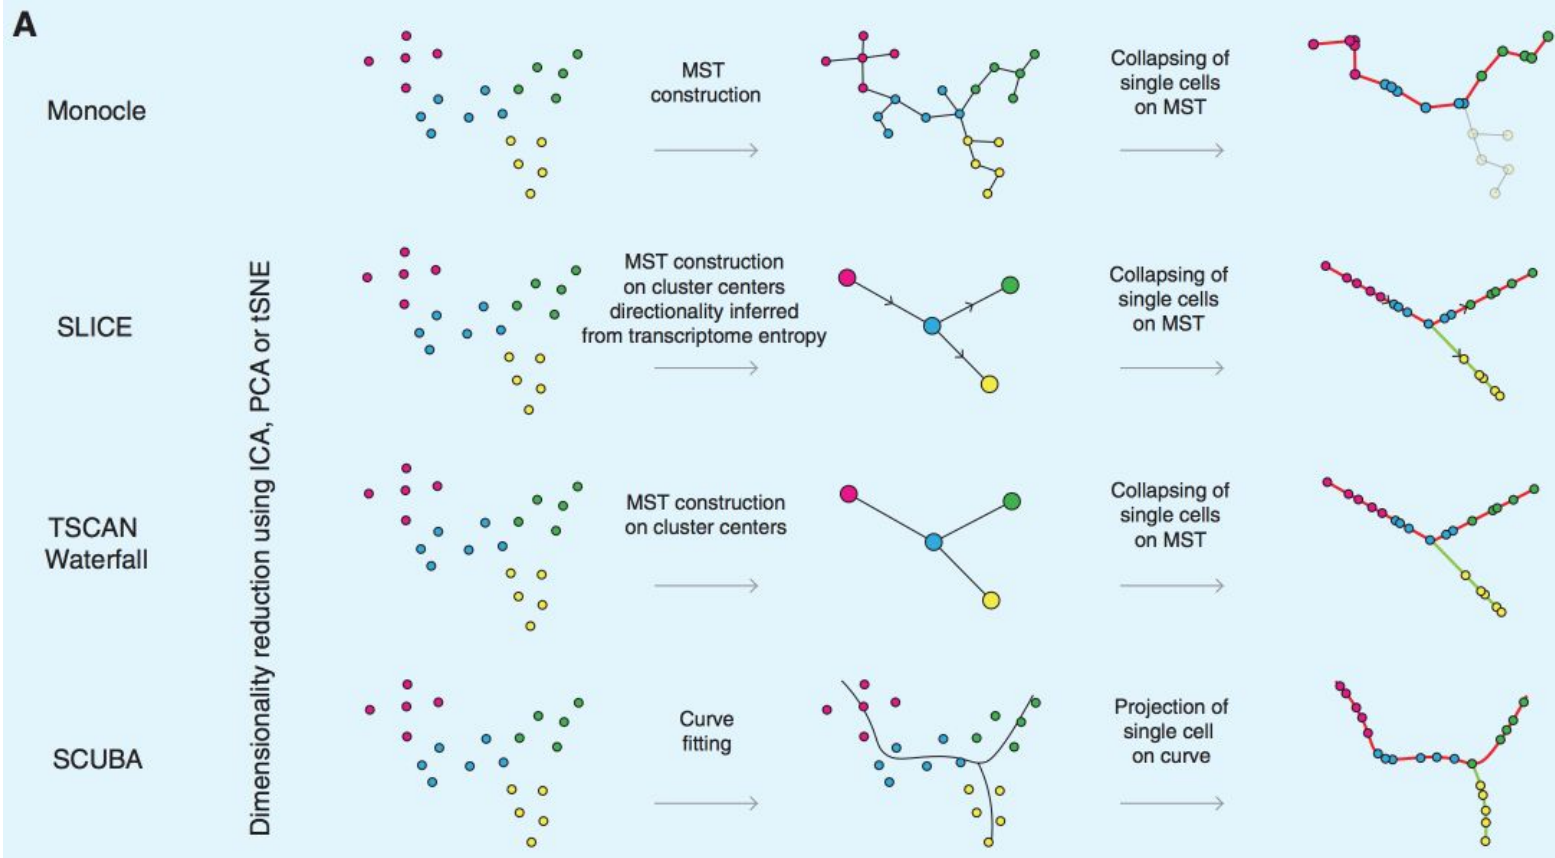 A
Monocle
MST
construction
Collapsing of
single cells
on MST
Dimensionality reduction using ICA, PCA or tSNE
SLICE
MST construction
on cluster centers
directionality inferred
from transcriptome entropy
Collapsing of
single cells
on MST
TSCAN
Waterfall
MST construction
on cluster centers
Collapsing of
single cells
on MST
SCUBA
Curve
fitting
Projection of
single cell
on curve